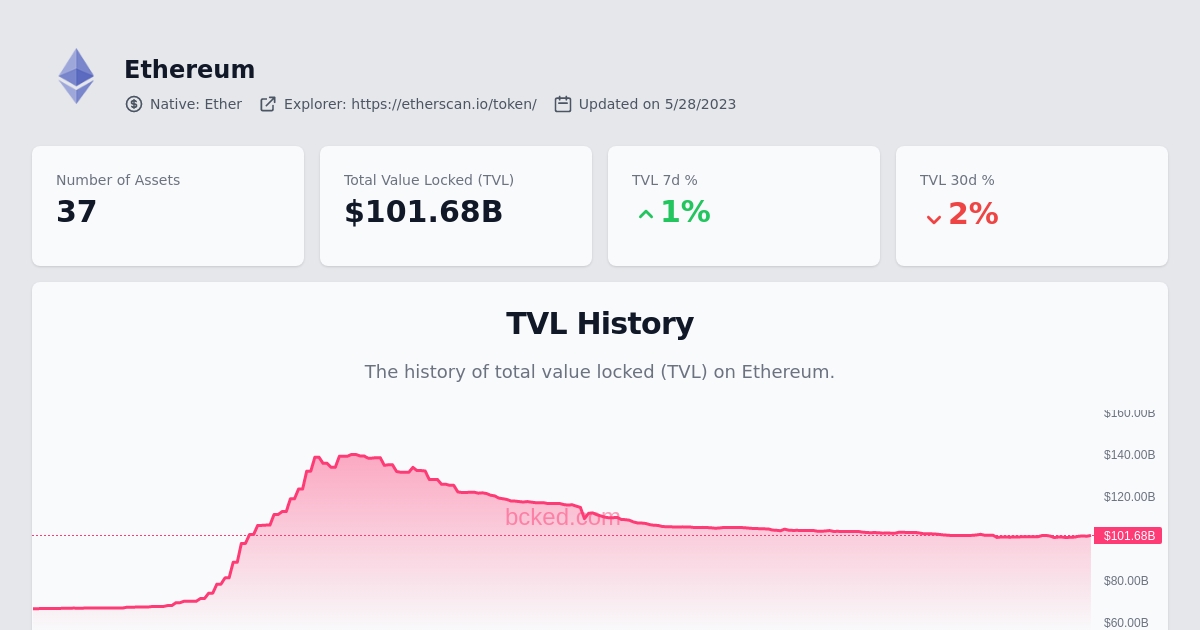 Ethereum
Native: Ether Explorer: https://etherscan.io/token/ Updated on 5/28/2023
Number of Assets
37
Total Value Locked (TVL)
$101.68B
TVL 7d %
1%
TVL 30d %
2%
TVL History
The history of total value locked (TVL) on Ethereum.
$160.00B
$140.00B
$120.00B
bcked.com
$101.68B
$80.00B
$60.00B